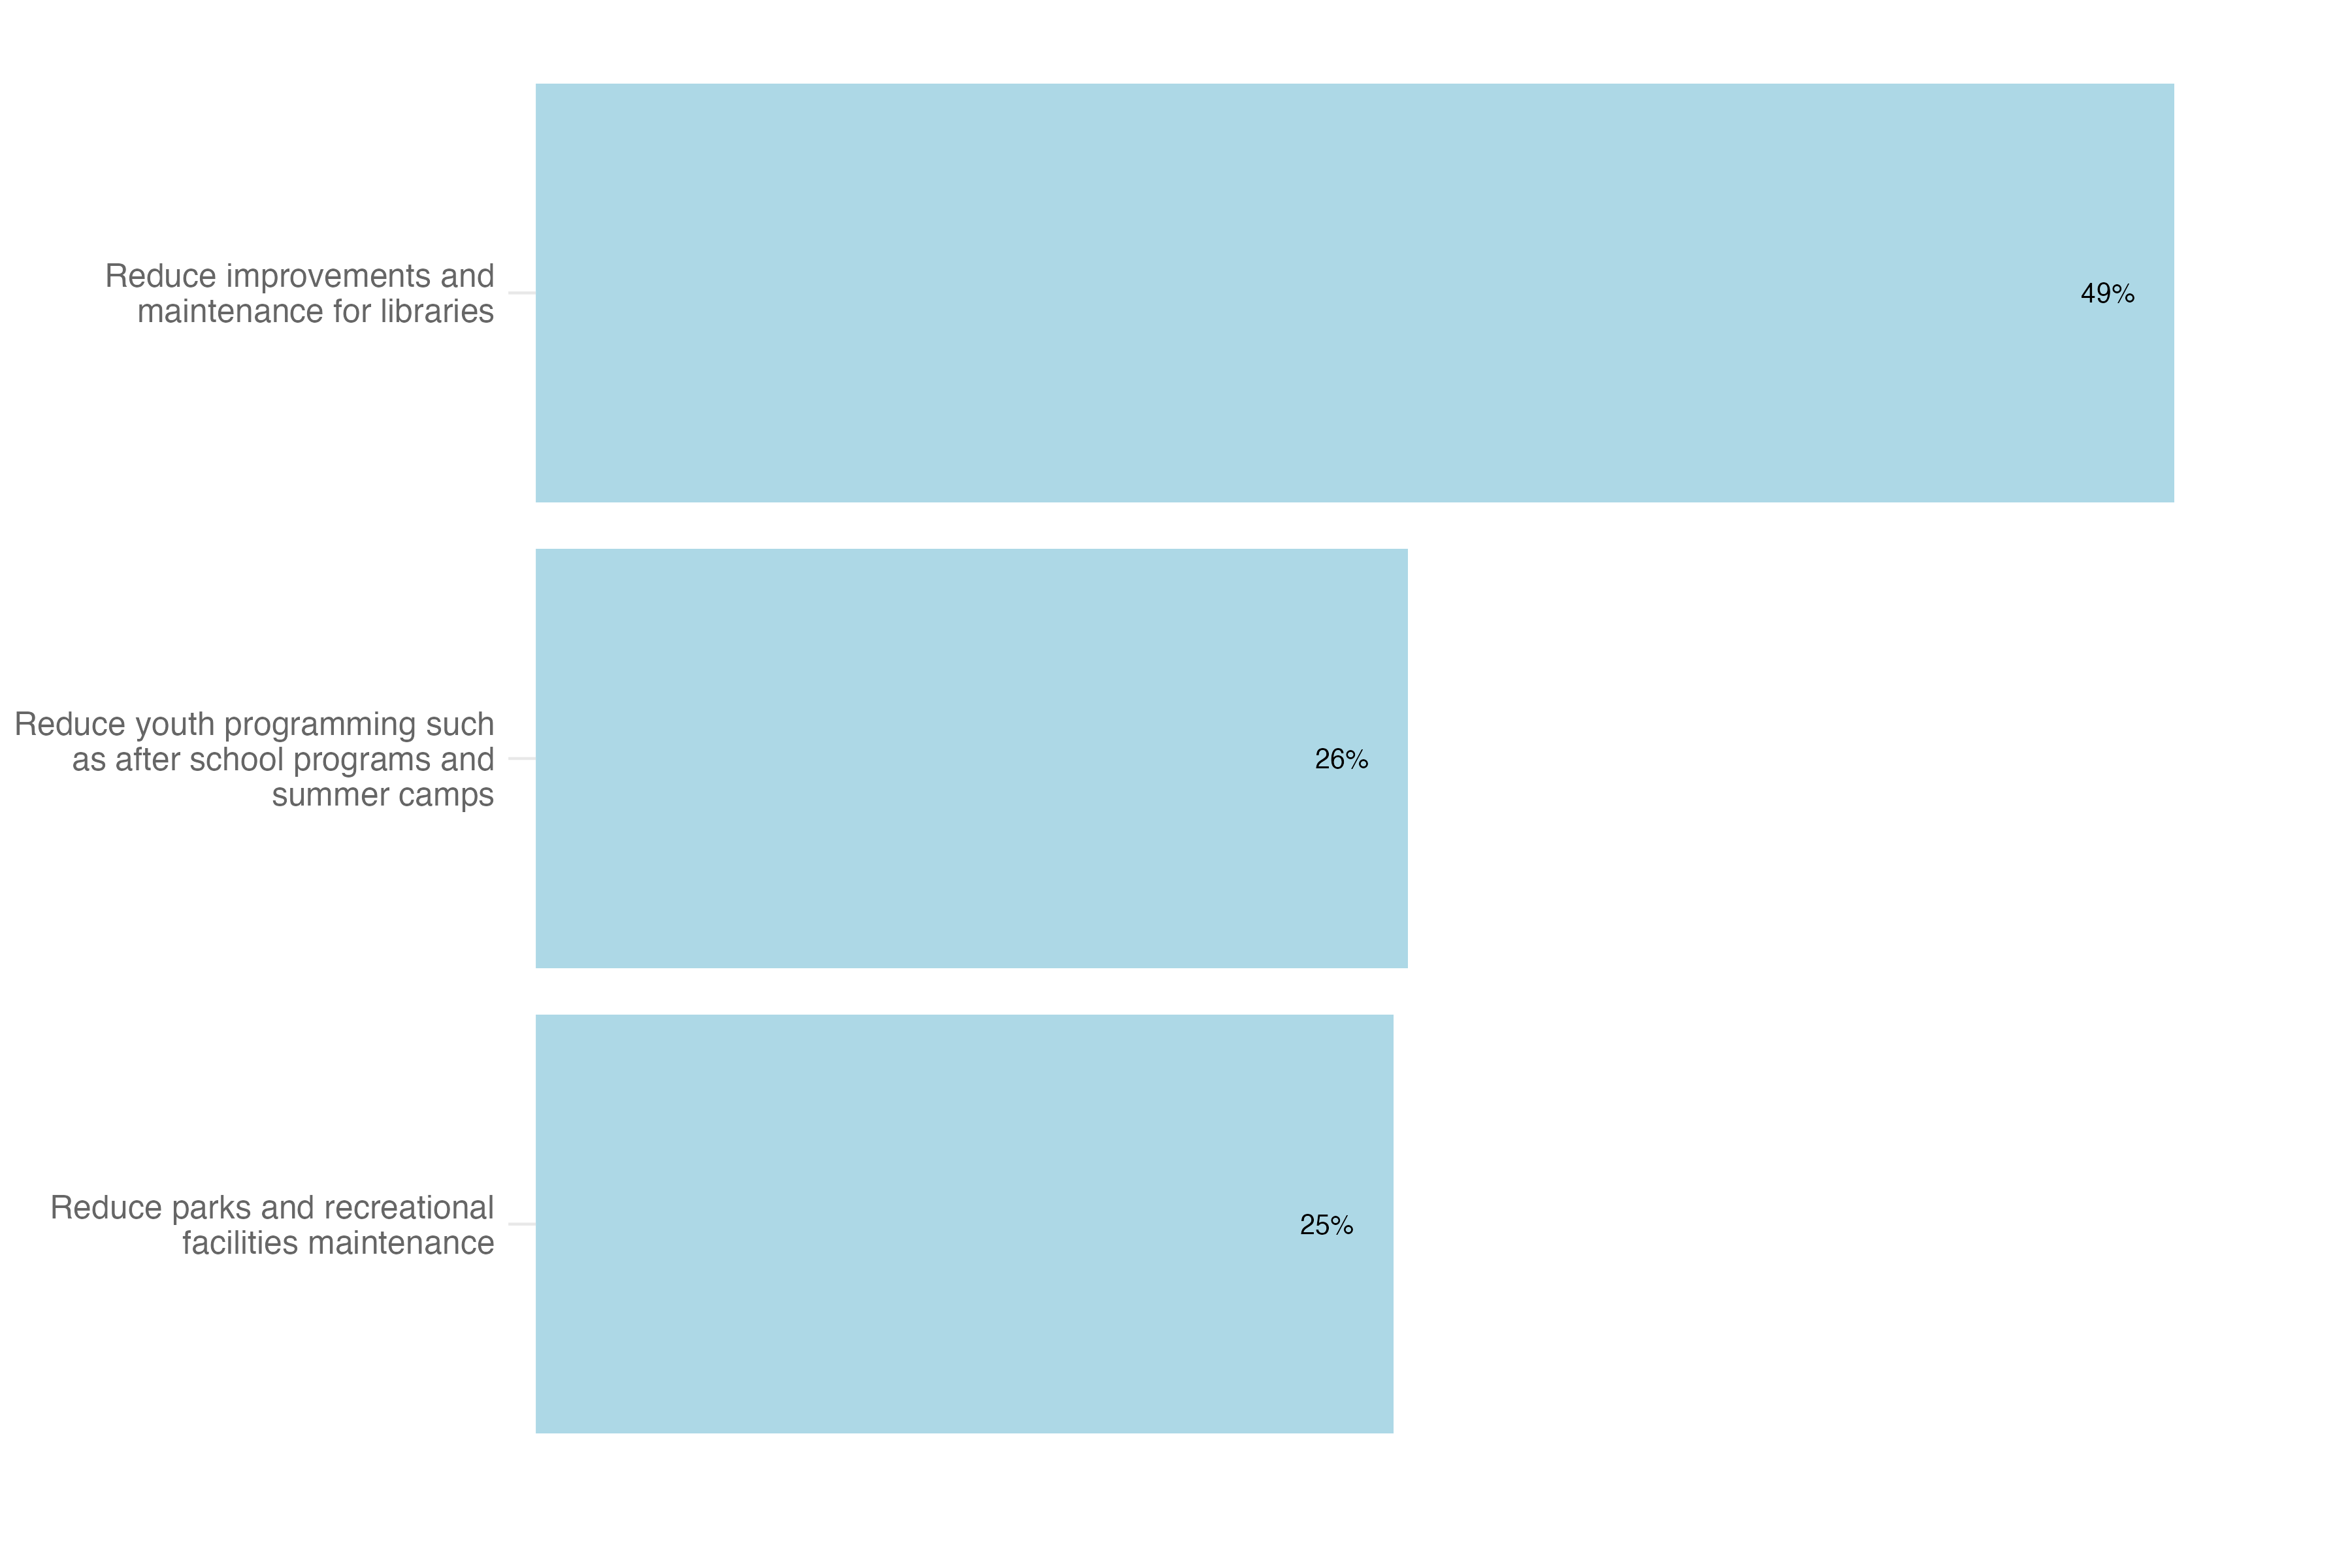 Reduce improvements and
maintenance for libraries
49%
Reduce youth programming such
as after school programs and
summer camps
26%
Reduce parks and recreational
facilities maintenance
25%